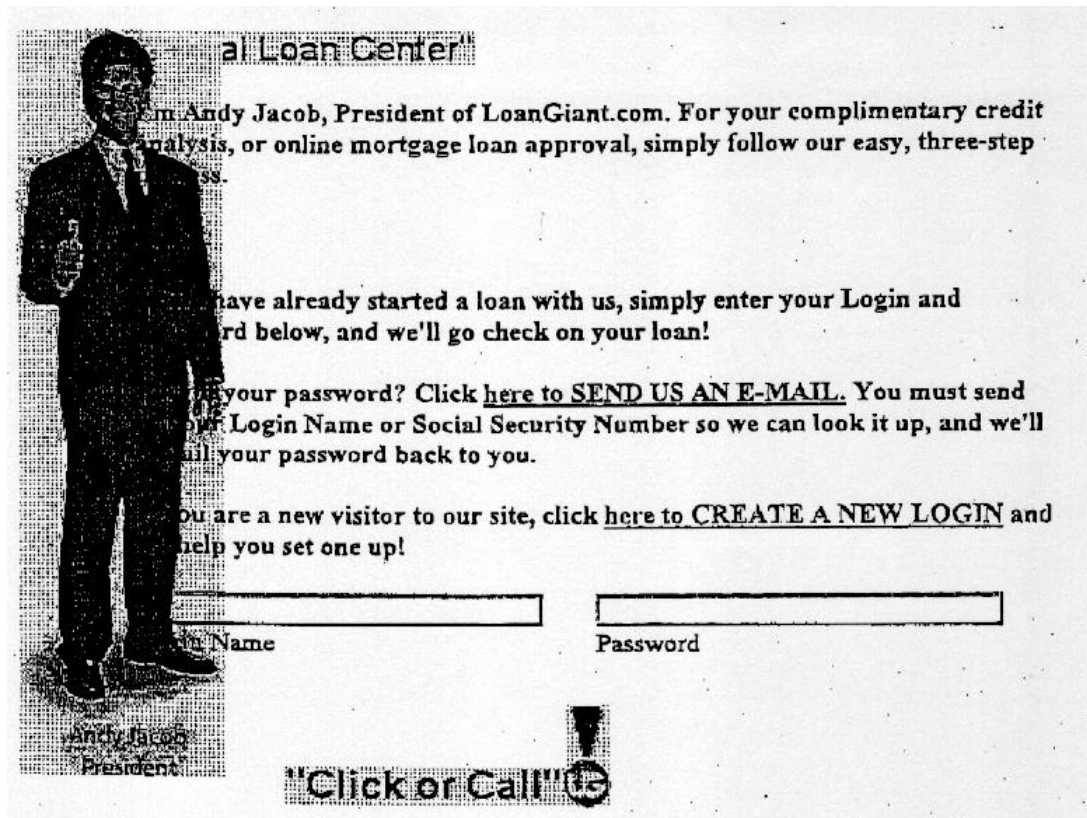 al Loan Center"
m Andy Jacob, President of LoanGiant.com. For your complimentary credit
analysis, or online mortgage loan approval, simply follow our easy, three-step
ss.
have already started a loan with us, simply enter your Login and
rd below, and we'll go check on your loan!
your password? Click here to SEND US AN E-MAIL. You must send
Login Name or Social Security Number so we can look it up, and we'll
your password back to you.
ou are a new visitor to our site, click here to CREATE A NEW LOGIN and
help you set one up!
Name
Password
Andy Jacob
President
"Click or Call"